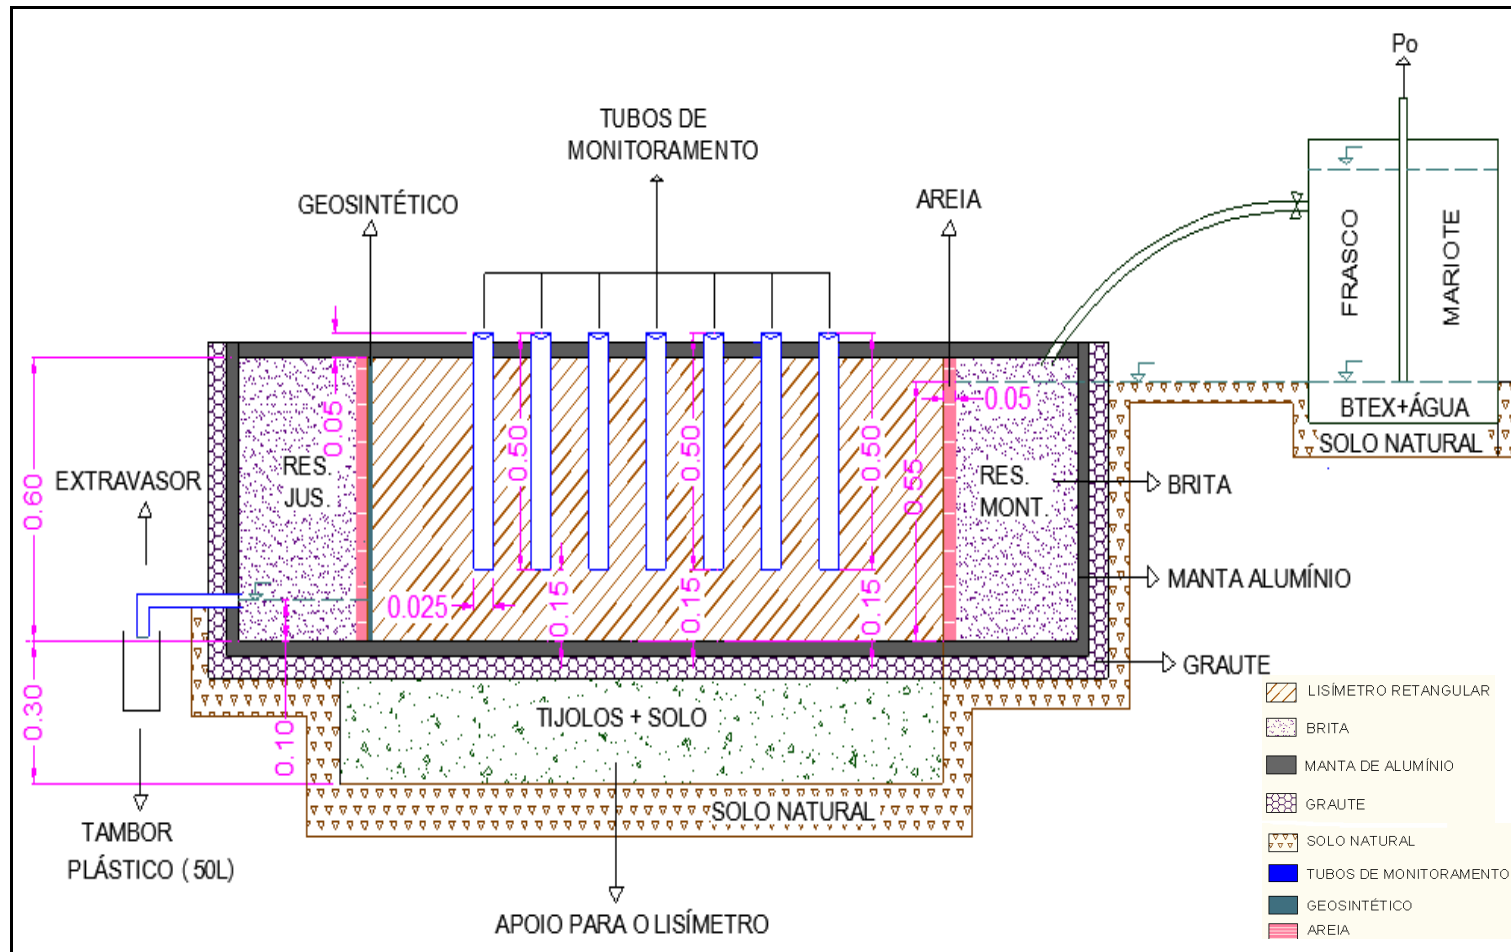 Po
TUBOS DE
MONITORAMENTO
GEOSINTÉTICO
AREIA
FRASCO
MARIOTE
BTEX+ÁGUA
SOLO NATURAL
0.05
0.05
0.50
0.50
0.50
0.55
0.60
RES.
JUS.
RES.
MONT.
EXTRAVASOR
BRITA
MANTA ALUMÍNIO
0.025
0.15
0.15
0.15
GRAUTE
0.30
0.10
TIJOLOS + SOLO
SOLO NATURAL
TAMBOR
PLÁSTICO ( 50L)
APOIO PARA O LISÍMETRO
LISÍMETRO RETANGULAR
BRITA
MANTA DE ALUMÍNIO
GRAUTE
SOLO NATURAL
TUBOS DE MONITORAMENTO
GEOSINTÉTICO
AREIA